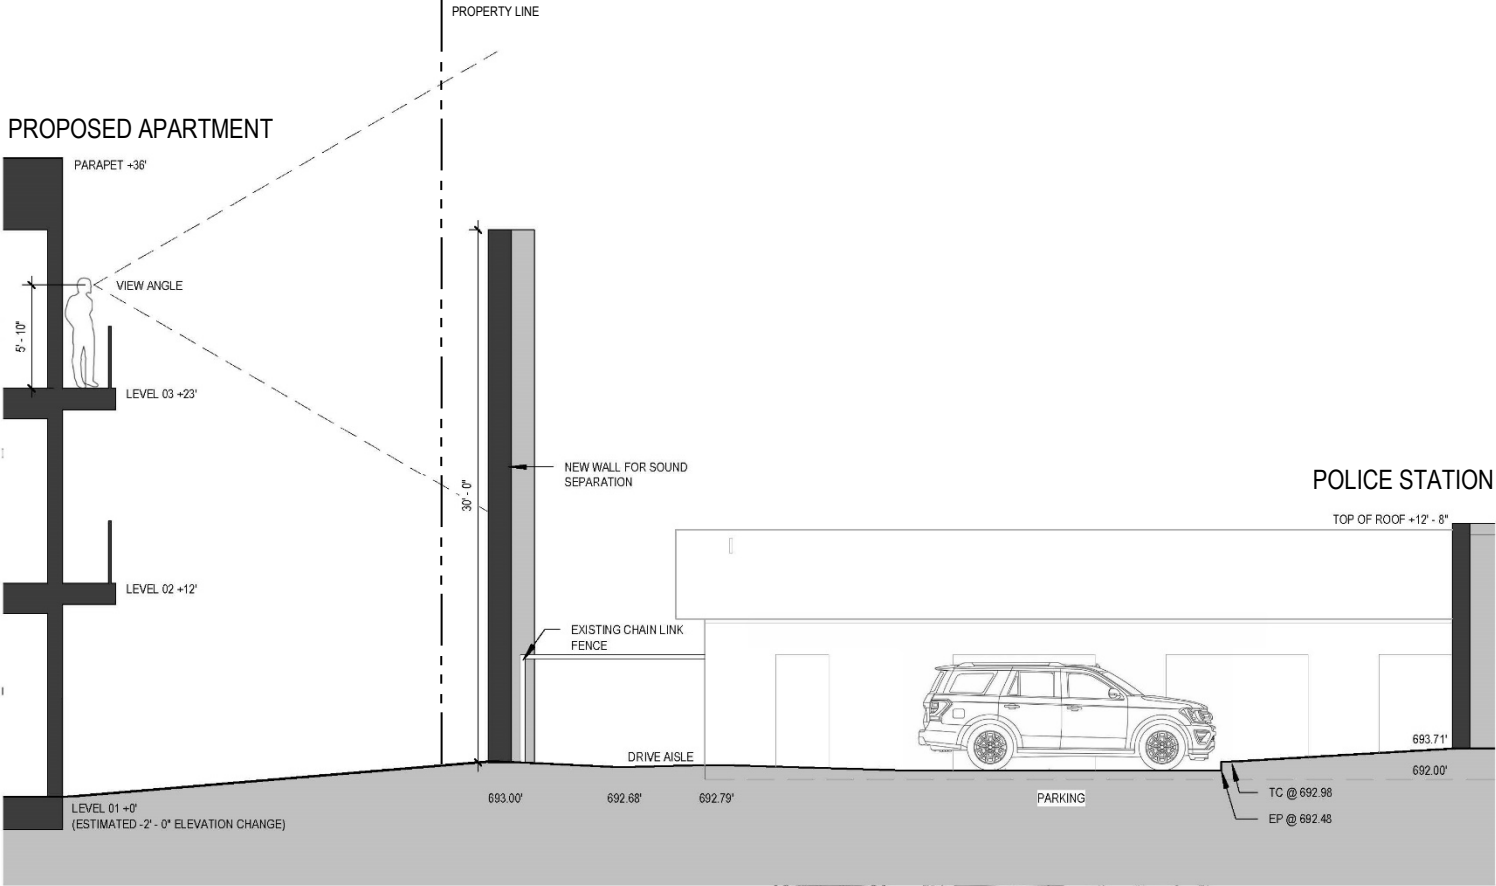 PROPERTY LINE
PROPOSED APARTMENT
PARAPET +36'
VIEW ANGLE
5' - 10"
LEVEL 03 +23'
NEW WALL FOR SOUND
SEPARATION
30' - 0"
POLICE STATION
TOP OF ROOF +12' - 8"
LEVEL 02 +12'
EXISTING CHAIN LINK
FENCE
DRIVE AISLE
693.71'
692.00'
LEVEL 01 +0'
(ESTIMATED -2' - 0" ELEVATION CHANGE)
693.00'
692.68'
692.79'
PARKING
TC @ 692.98
EP @ 692.48